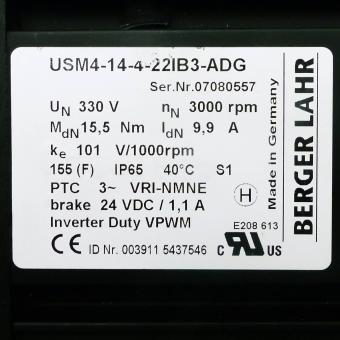 USM4-14-4-22IB3-ADG
Ser.Nr.07080557
UN 330 V nN 3000 rpm
MdN 15,5 Nm IdN 9,9 A
ke 101 V/1000rpm
155 (F) IP65 40°C S1
PTC 3~ VRI-NMNE
brake 24 VDC / 1,1 A
Inverter Duty VPWM
H
E208 613
CE ID Nr. 003911 5437546
C RU US
Made in Germany
BERGER LAHR